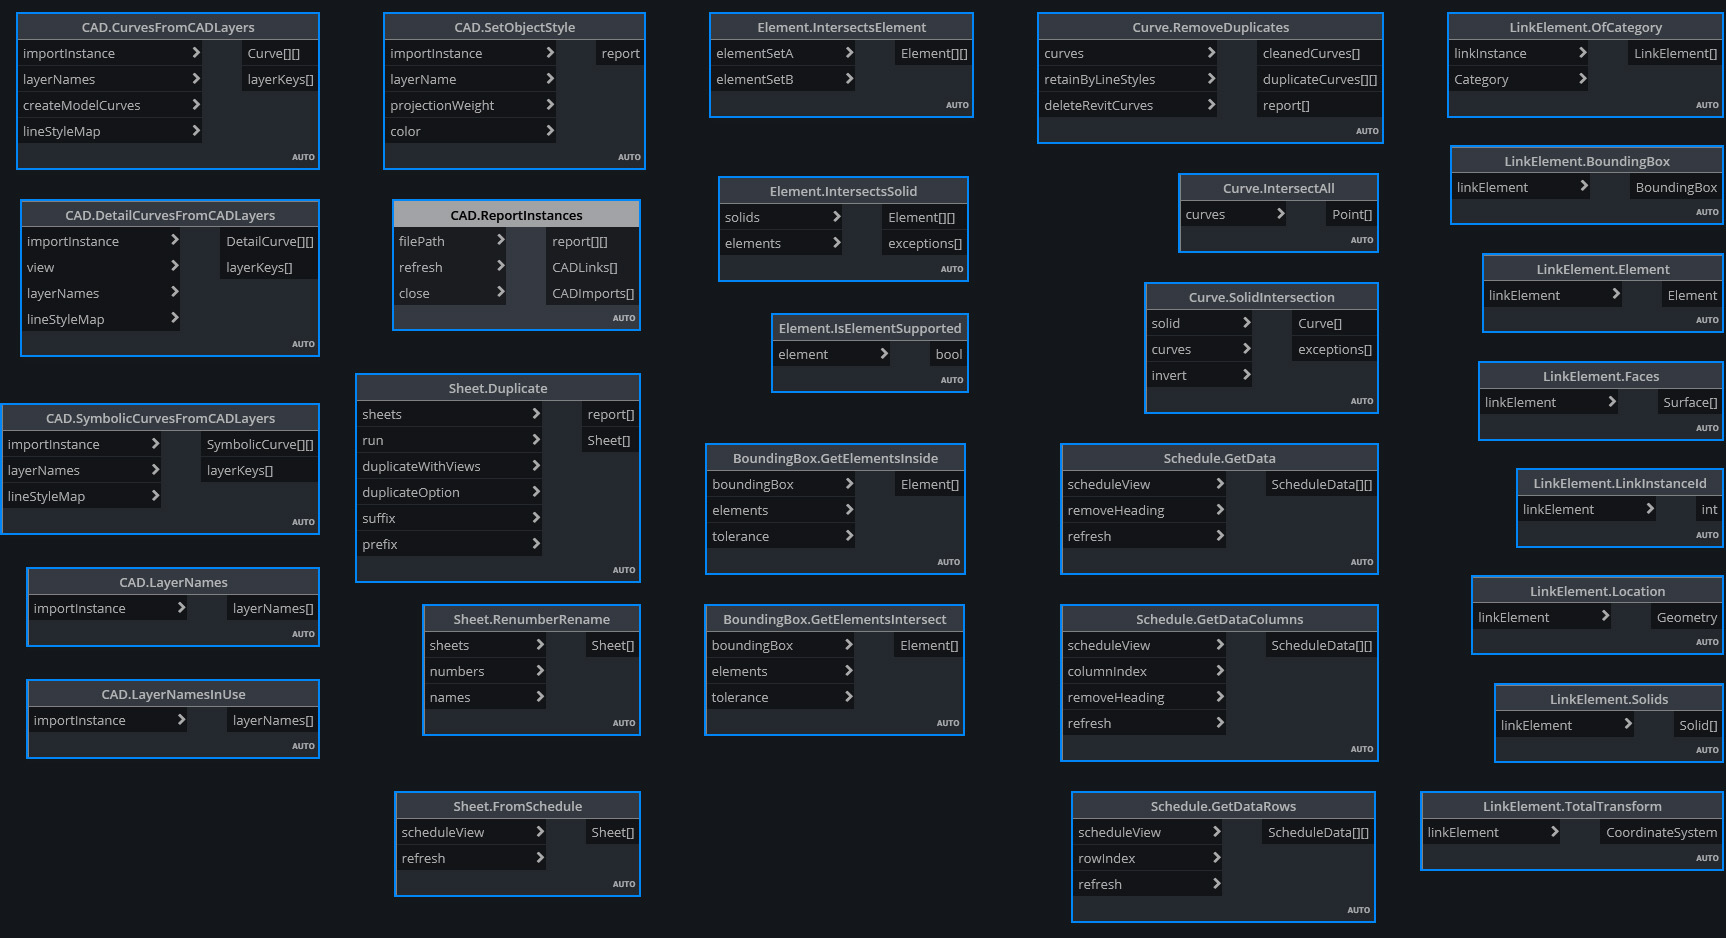 CAD.CurvesFromCADLayers
importInstance Curve[][]
layerNames layerKeys[]
createModelCurves
lineStyleMap
AUTO
CAD.DetailCurvesFromCADLayers
importInstance DetailCurve[][]
view layerKeys[]
layerNames
lineStyleMap
AUTO
CAD.SymbolicCurvesFromCADLayers
importInstance SymbolicCurve[][]
layerNames layerKeys[]
lineStyleMap
AUTO
CAD.LayerNames
importInstance layerNames[]
AUTO
CAD.LayerNamesInUse
importInstance layerNames[]
AUTO
CAD.SetObjectStyle
importInstance report
layerName
projectionWeight
color
AUTO
CAD.ReportInstances
filePath report[][]
refresh CADLinks[]
close CADImports[]
AUTO
Sheet.Duplicate
sheets report[]
run Sheet[]
duplicateWithViews
duplicateOption
suffix
prefix
AUTO
Sheet.RenumberRename
sheets Sheet[]
numbers
names
AUTO
Sheet.FromSchedule
scheduleView Sheet[]
refresh
AUTO
Element.IntersectsElement
elementSetA Element[][]
elementSetB
AUTO
Element.IntersectsSolid
solids Element[][]
elements exceptions[]
AUTO
Element.IsElementSupported
element bool
AUTO
BoundingBox.GetElementsInside
boundingBox Element[]
elements
tolerance
AUTO
BoundingBox.GetElementsIntersect
boundingBox Element[]
elements
tolerance
AUTO
Curve.RemoveDuplicates
curves cleanedCurves[]
retainByLineStyles duplicateCurves[][]
deleteRevitCurves report[]
AUTO
Curve.IntersectAll
curves Point[]
AUTO
Curve.SolidIntersection
solid Curve[]
curves exceptions[]
invert
AUTO
Schedule.GetData
scheduleView ScheduleData[][]
removeHeading
refresh
AUTO
Schedule.GetDataColumns
scheduleView ScheduleData[][]
columnIndex
removeHeading
refresh
AUTO
Schedule.GetDataRows
scheduleView ScheduleData[][]
rowIndex
refresh
AUTO
LinkElement.OfCategory
linkInstance LinkElement[]
Category
AUTO
LinkElement.BoundingBox
linkElement BoundingBox
AUTO
LinkElement.Element
linkElement Element
AUTO
LinkElement.Faces
linkElement Surface[]
AUTO
LinkElement.LinkInstanceId
linkElement int
AUTO
LinkElement.Location
linkElement Geometry
AUTO
LinkElement.Solids
linkElement Solid[]
AUTO
LinkElement.TotalTransform
linkElement CoordinateSystem
AUTO